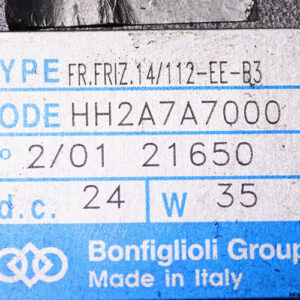 YPE FR.FRIZ.14/112-EE-B3
ODE HH2A7A7000
° 2/01 21650
d.c. 24 W 35
Bonfiglioli Group
Made in Italy